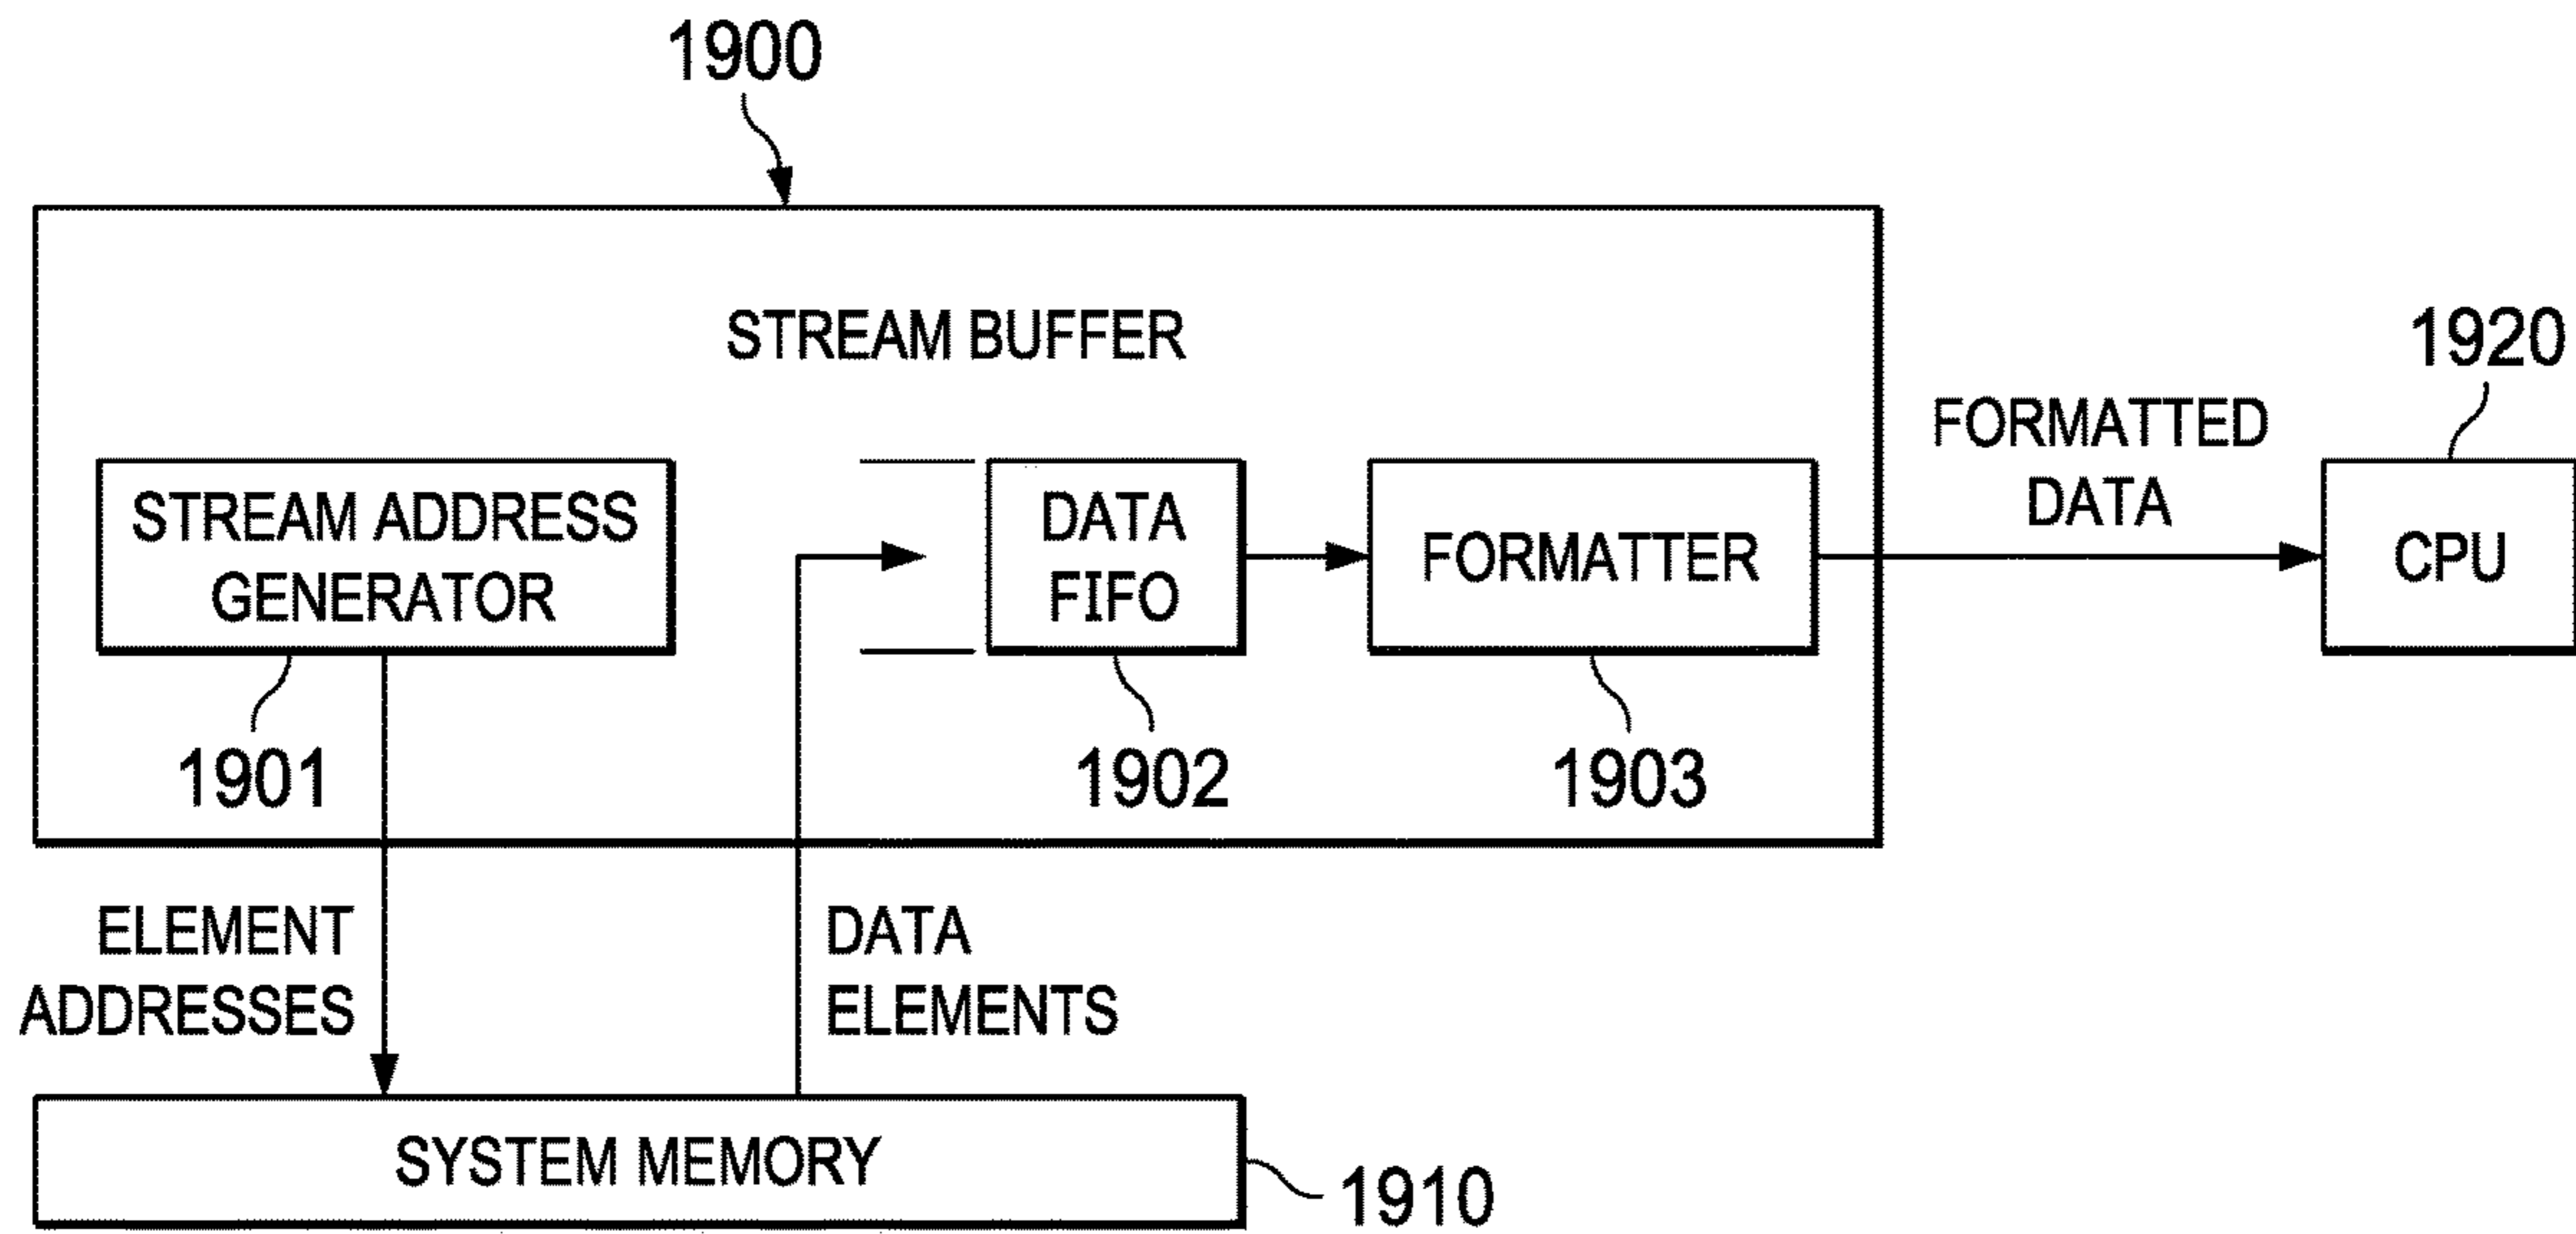 1900
STREAM BUFFER
1920
FORMATTED
DATA
STREAM ADDRESS
GENERATOR
DATA
FIFO
FORMATTER
CPU
1901
1902
1903
ELEMENT
ADDRESSES
DATA
ELEMENTS
SYSTEM MEMORY
1910